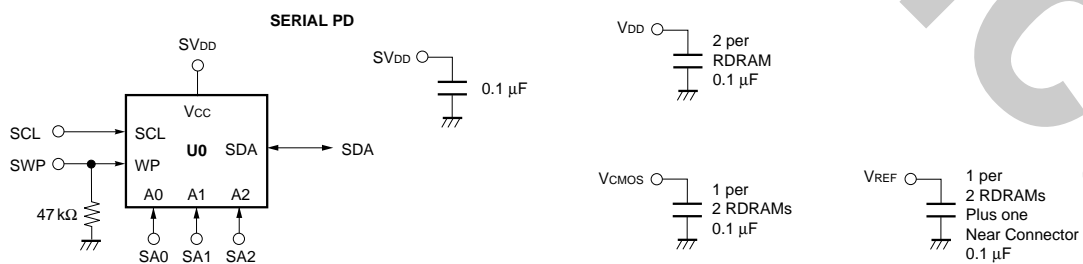 SERIAL PD
SVDD
VCC
SCL
SCL
U0
SDA
SDA
SWP
WP
A0
A1
A2
47 kΩ
SA0
SA1
SA2
SVDD
0.1 µF
VDD
2 per
RDRAM
0.1 µF
VCMOS
1 per
2 RDRAMs
0.1 µF
VREF
1 per
2 RDRAMs
Plus one
Near Connector
0.1 µF